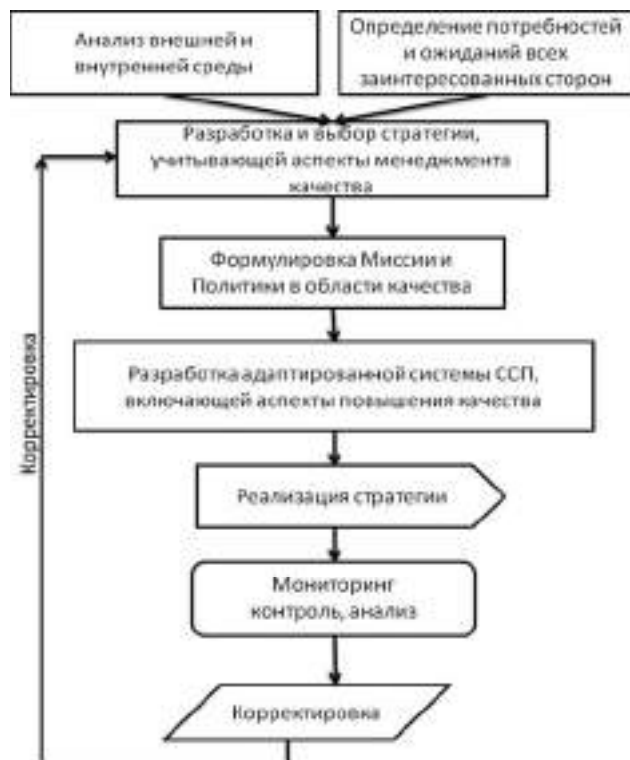 Анализ внешней и
внутренней среды
Определение потребностей
и ожиданий всех
заинтересованных сторон
Разработка и выбор стратегии,
учитывающей аспекты менеджмента
качества
Формулировка Миссии и
Политики в области качества
Разработка адаптированной системы ССП,
включающей аспекты повышения качества
Реализация стратегии
Мониторинг
контроль, анализ
Корректировка
Корректировка